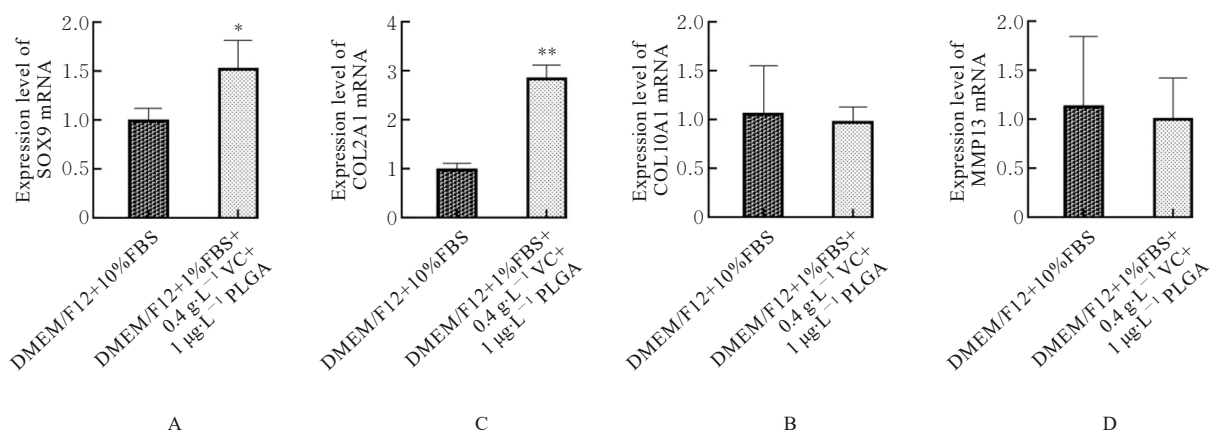 Expression level of
SOX9 mRNA
2.0
1.5
1.0
0.5
0
*
DMEM/F12+10%FBS
DMEM/F12+1%FBS+
0.4 g·L⁻¹ VC+
1 μg·L⁻¹ PLGA
A
Expression level of
COL2A1 mRNA
4
3
2
1
0
**
DMEM/F12+10%FBS
DMEM/F12+1%FBS+
0.4 g·L⁻¹ VC+
1 μg·L⁻¹ PLGA
C
Expression level of
COL10A1 mRNA
2.0
1.5
1.0
0.5
0
DMEM/F12+10%FBS
DMEM/F12+1%FBS+
0.4 g·L⁻¹ VC+
1 μg·L⁻¹ PLGA
B
Expression level of
MMP13 mRNA
2.0
1.5
1.0
0.5
0
DMEM/F12+10%FBS
DMEM/F12+1%FBS+
0.4 g·L⁻¹ VC+
1 μg·L⁻¹ PLGA
D